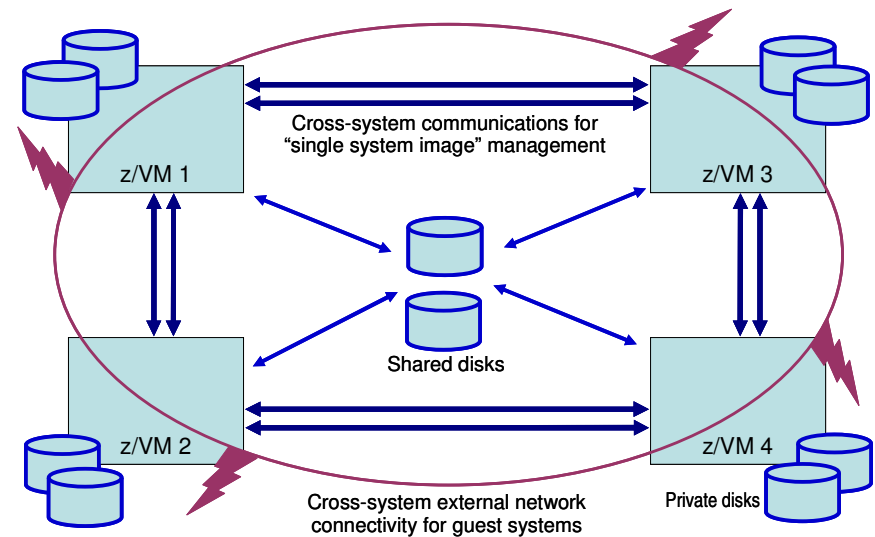 Cross-system communications for
“single system image” management
z/VM 1
z/VM 3
Shared disks
z/VM 2
z/VM 4
Cross-system external network
connectivity for guest systems
Private disks